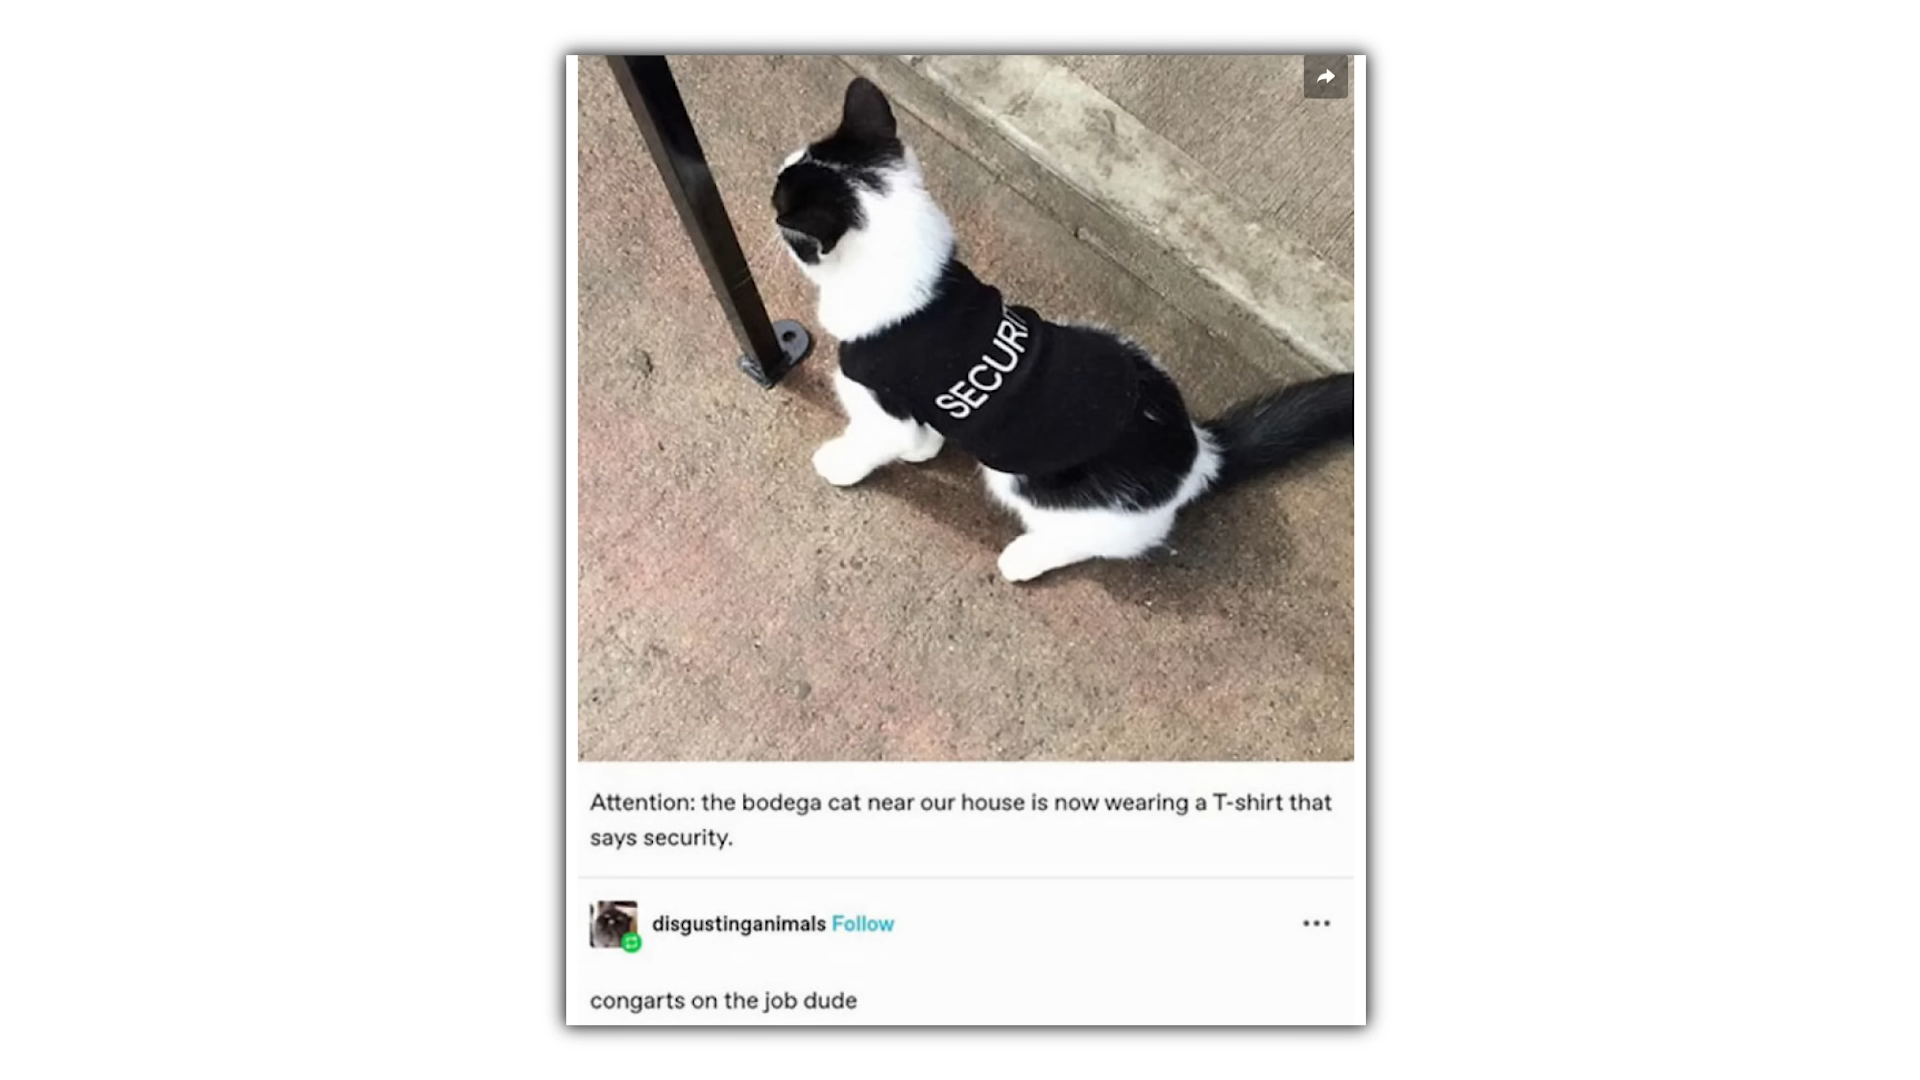 SECURIT
Attention: the bodega cat near our house is now wearing a T-shirt that
says security.
disgustinganimals Follow
congarts on the job dude